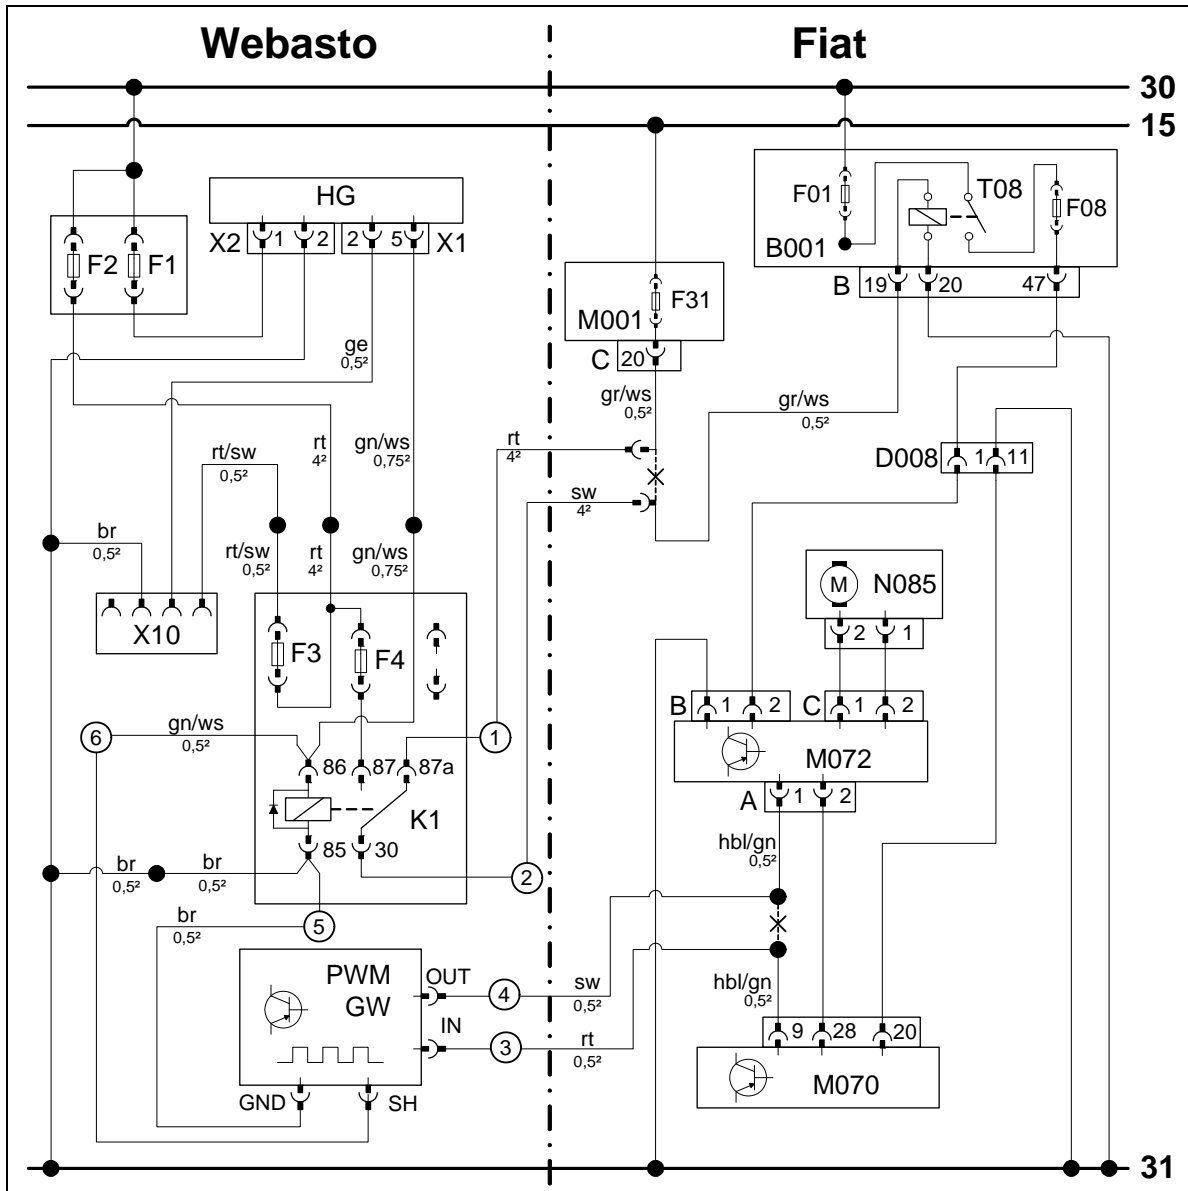 Webasto Fiat
30
15
HG
T08
F01
F08
B001
X2 1 2 2 5 X1
F2 F1
B 19 20 47
F31
M001
C 20
ge
0,5²
gr/ws
0,5²
gr/ws
0,5²
rt/sw
0,5²
rt
4²
gn/ws
0,75²
rt
4²
D008 1 11
sw
4²
br
0,5²
rt/sw
0,5²
rt
4²
gn/ws
0,75²
M N085
2 1
X10
F3 F4
B 1 2 C 1 2
6
gn/ws
0,5²
1
M072
86 87 87a
A 1 2
K1
hbl/gn
0,5²
85 30
br
0,5²
br
0,5²
2
br
0,5²
5
PWM
GW
OUT
4
sw
0,5²
hbl/gn
0,5²
IN
3
rt
0,5²
9 28 20
M070
GND SH
31